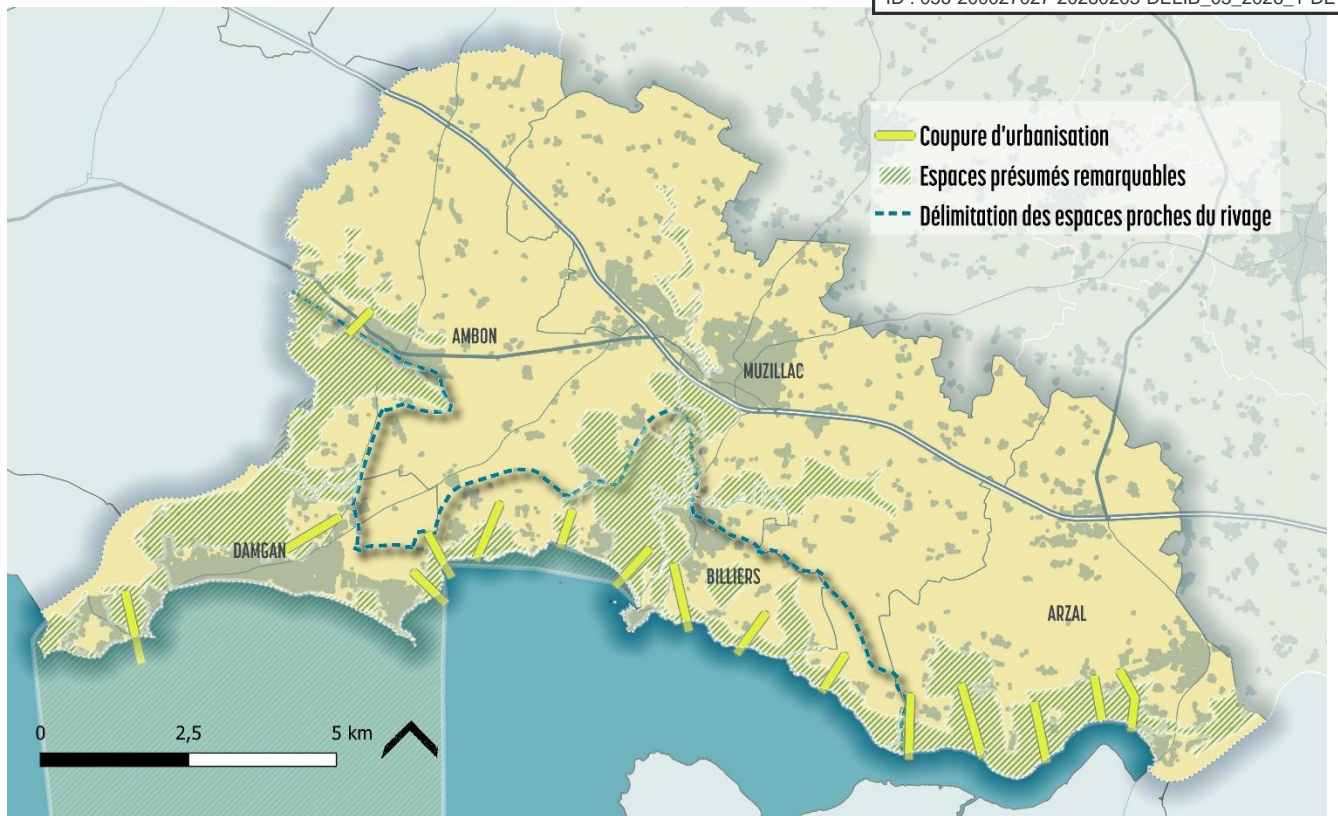 Coupure d'urbanisation
Espaces présumés remarquables
Délimitation des espaces proches du rivage
AMBON
MUZILLAC
DAMGAN
BILLIERS
ARZAL
0 2,5 5 km